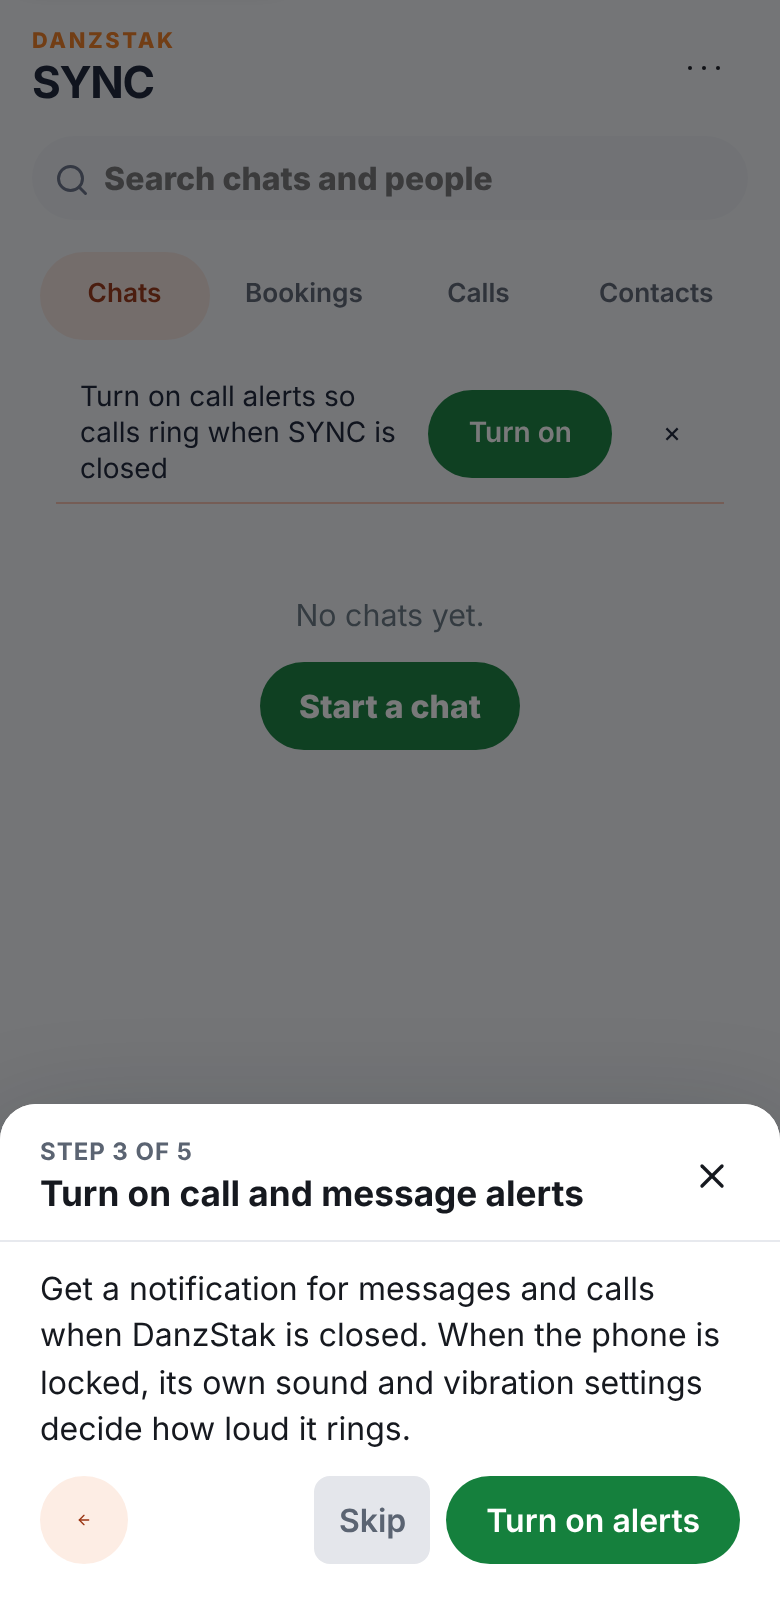 DANZSTAK
SYNC
Search chats and people
Chats
Bookings
Calls
Contacts
Turn on call alerts so
calls ring when SYNC is
closed
Turn on
No chats yet.
Start a chat
STEP 3 OF 5
Turn on call and message alerts
Get a notification for messages and calls
when DanzStak is closed. When the phone is
locked, its own sound and vibration settings
decide how loud it rings.
Skip
Turn on alerts